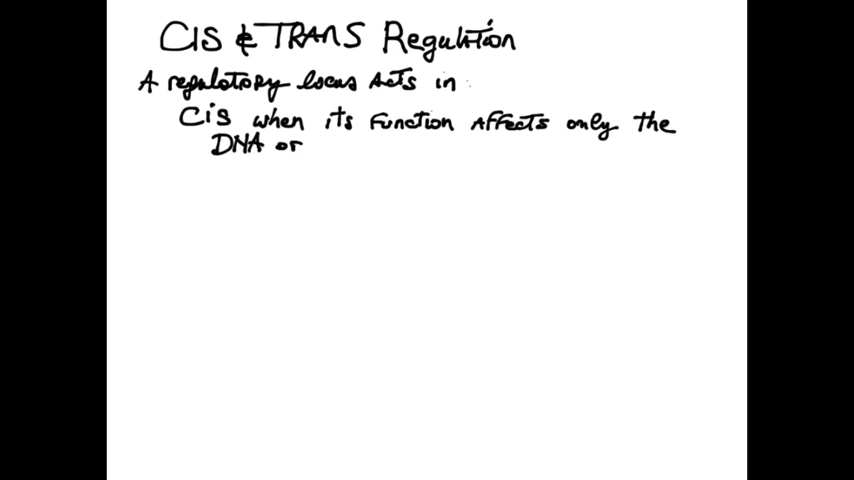 CIS & TRANS Regulation
A regulatory locus Acts in
Cis when its function Affects only the
DNA or